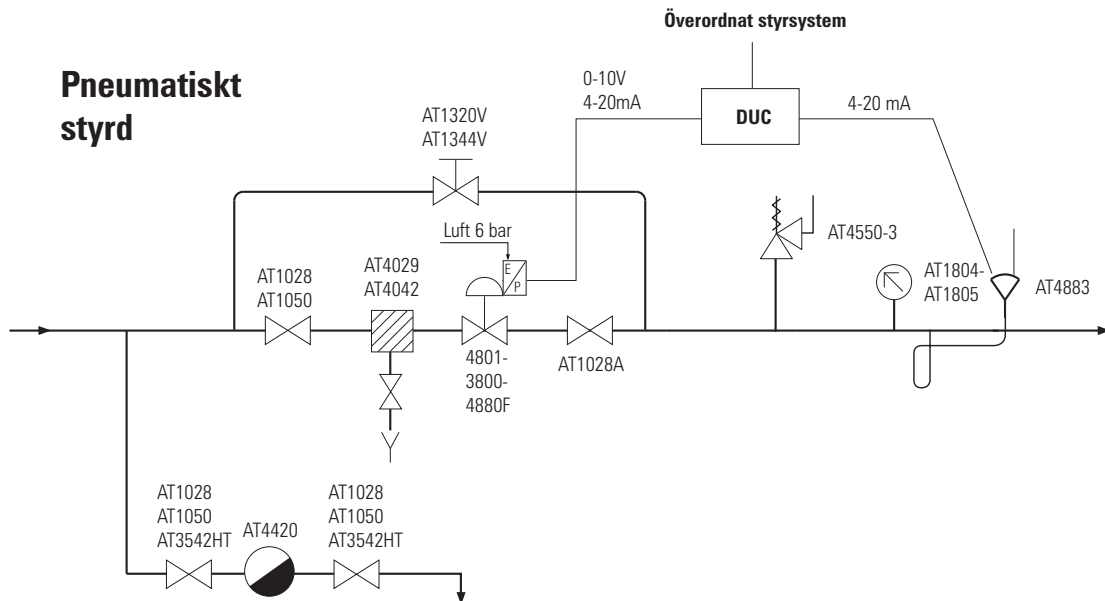 Överordnat styrsystem
Pneumatiskt
styrd
0-10V
4-20mA
DUC
4-20 mA
AT1320V
AT1344V
Luft 6 bar
E
P
AT4550-3
AT1028
AT1050
AT4029
AT4042
AT1804-
AT1805
AT4883
4801-
3800-
4880F
AT1028A
AT1028
AT1050
AT3542HT
AT4420
AT1028
AT1050
AT3542HT